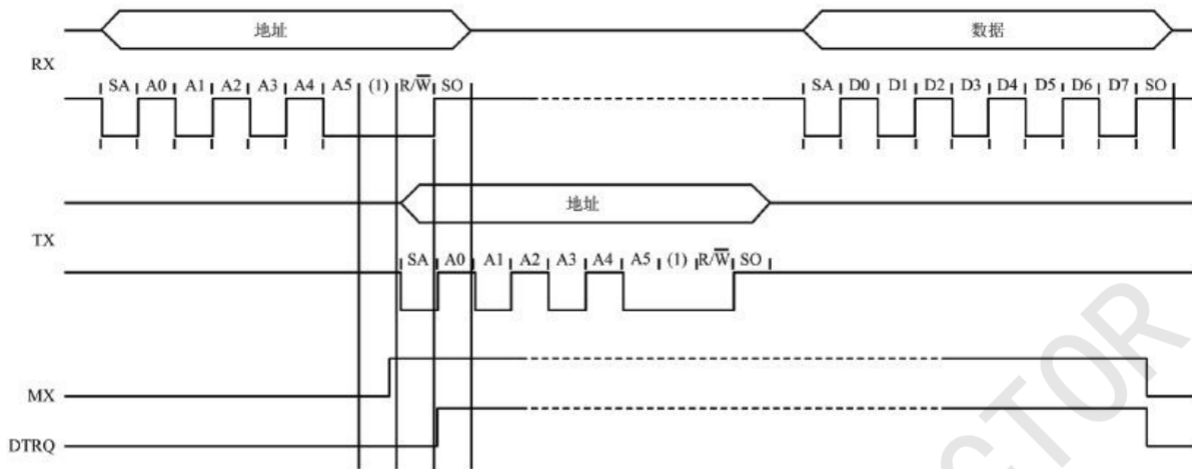 地址
数据
RX
SA A0 A1 A2 A3 A4 A5 (1) R/W̅ SO
SA D0 D1 D2 D3 D4 D5 D6 D7 SO
地址
TX
SA A0 A1 A2 A3 A4 A5 (1) R/W̅ SO
MX
DTRQ
CTOR